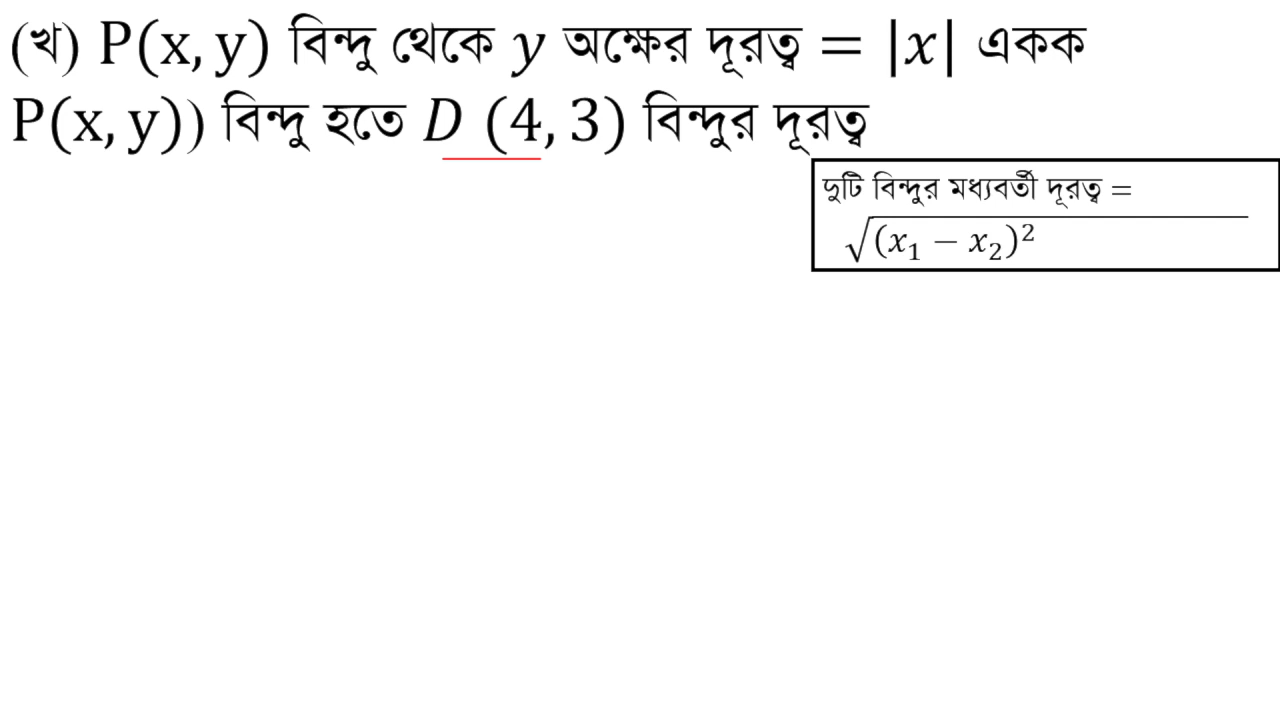 (খ) P(x, y) বিন্দু থেকে y অক্ষের দূরত্ব = |x| একক
P(x, y)) বিন্দু হতে D (4, 3) বিন্দুর দূরত্ব
দুটি বিন্দুর মধ্যবর্তী দূরত্ব =
√(x₁ − x₂)²